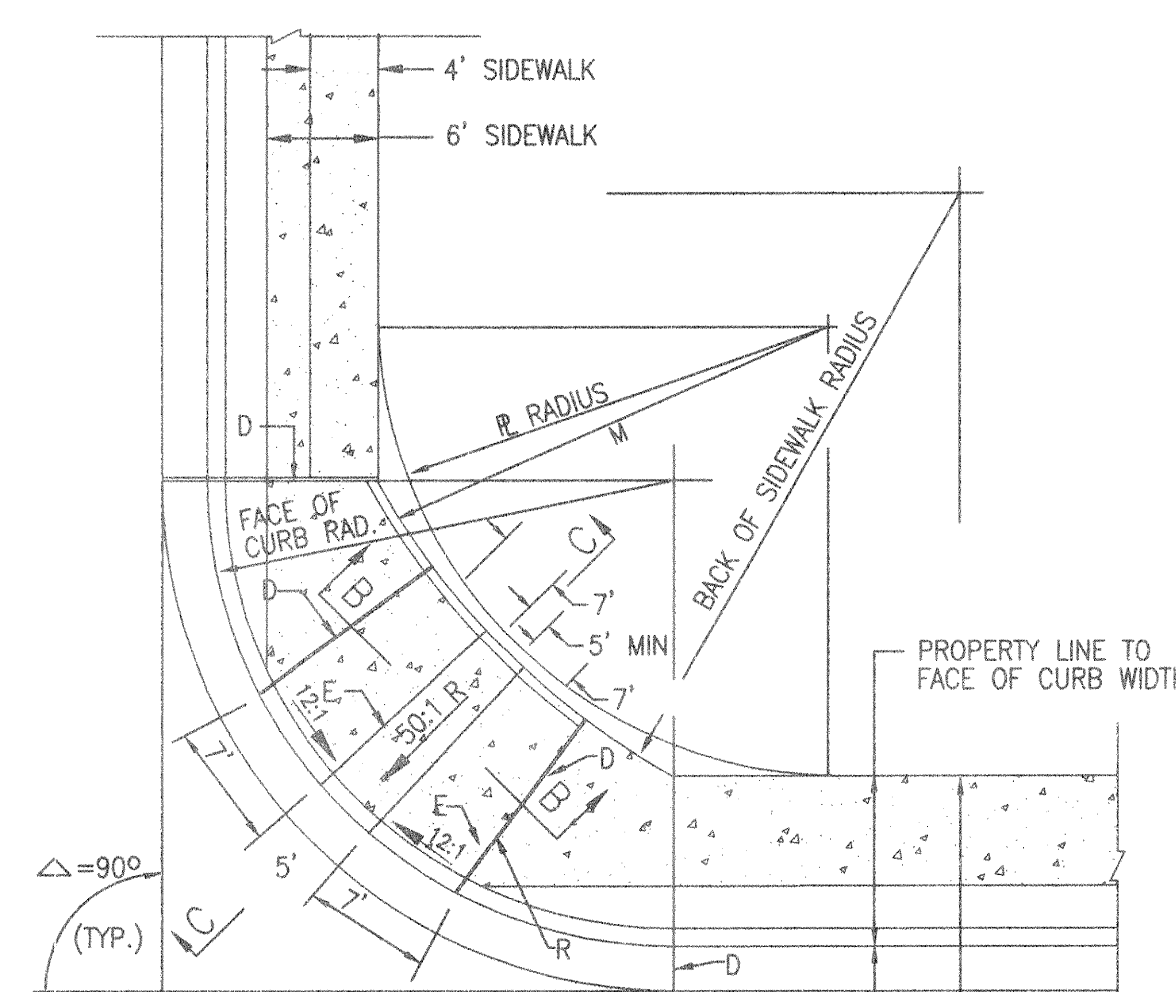 4' SIDEWALK
6' SIDEWALK
D
PL RADIUS
M
BACK OF SIDEWALK RADIUS
FACE OF
CURB RAD.
C
D
B
7'
5' MIN
7'
PROPERTY LINE TO
FACE OF CURB WIDTH
E
12:1
50:1 R
D
B
E
12:1
7'
5'
7'
△=90°
(TYP.)
C
R
D